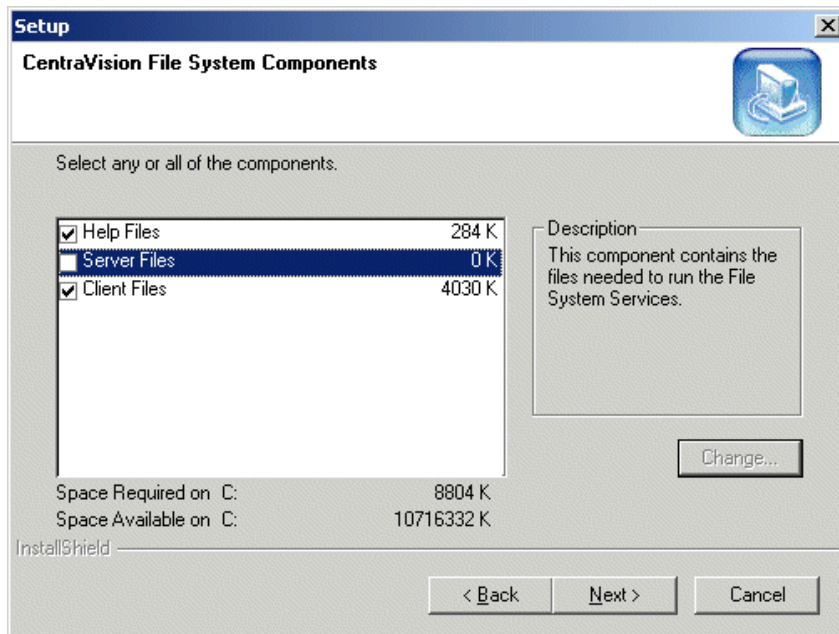 Setup
CentraVision File System Components
Select any or all of the components.
Help Files 284 K
Server Files 0 K
Client Files 4030 K
Description
This component contains the
files needed to run the File
System Services.
Change...
Space Required on C: 8804 K
Space Available on C: 10716332 K
InstallShield
< Back Next > Cancel